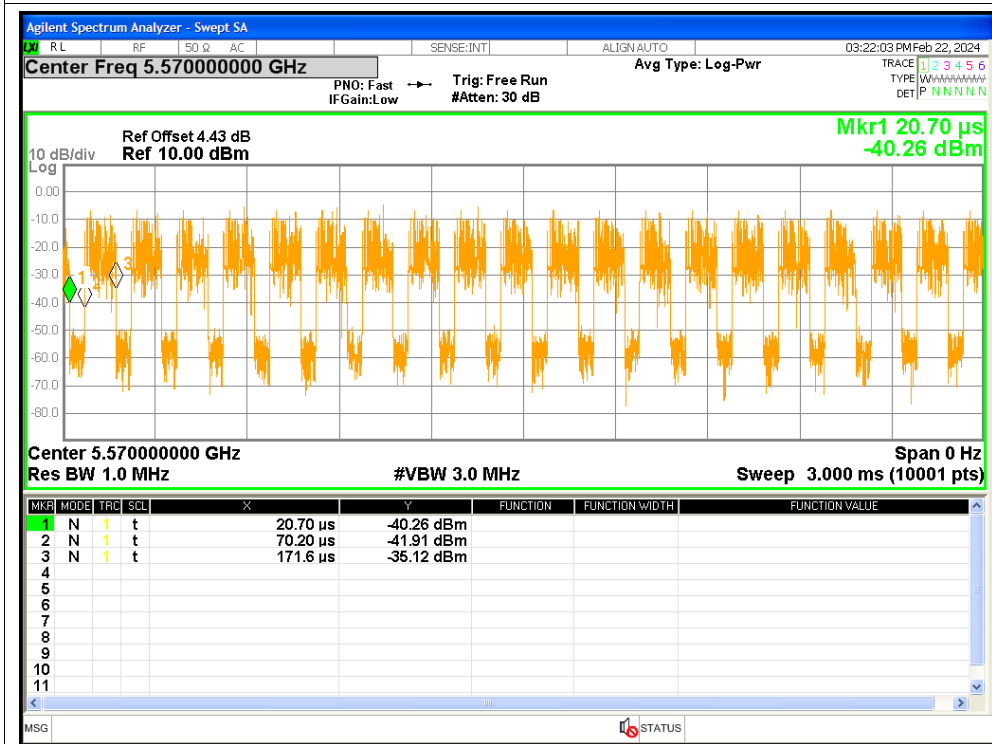 Agilent Spectrum Analyzer - Swept SA
LXI RL RF 50 Ω AC SENSE:INT ALIGN AUTO 03:22:03 PM Feb 22, 2024
Center Freq 5.570000000 GHz
PNO: Fast
IFGain:Low
Trig: Free Run
#Atten: 30 dB
Avg Type: Log-Pwr
TRACE 1 2 3 4 5 6
TYPE W
DET P N N N N N
Mkr1 20.70 µs
-40.26 dBm
Ref Offset 4.43 dB
10 dB/div Ref 10.00 dBm
Log
0.00
-10.0
-20.0
-30.0
-40.0
-50.0
-60.0
-70.0
-80.0
1
2
3
Center 5.570000000 GHz Span 0 Hz
Res BW 1.0 MHz #VBW 3.0 MHz Sweep 3.000 ms (10001 pts)
MKR MODE TRC SCL X Y FUNCTION FUNCTION WIDTH FUNCTION VALUE
1 N 1 t 20.70 µs -40.26 dBm
2 N 1 t 70.20 µs -41.91 dBm
3 N 1 t 171.6 µs -35.12 dBm
4
5
6
7
8
9
10
11
MSG STATUS